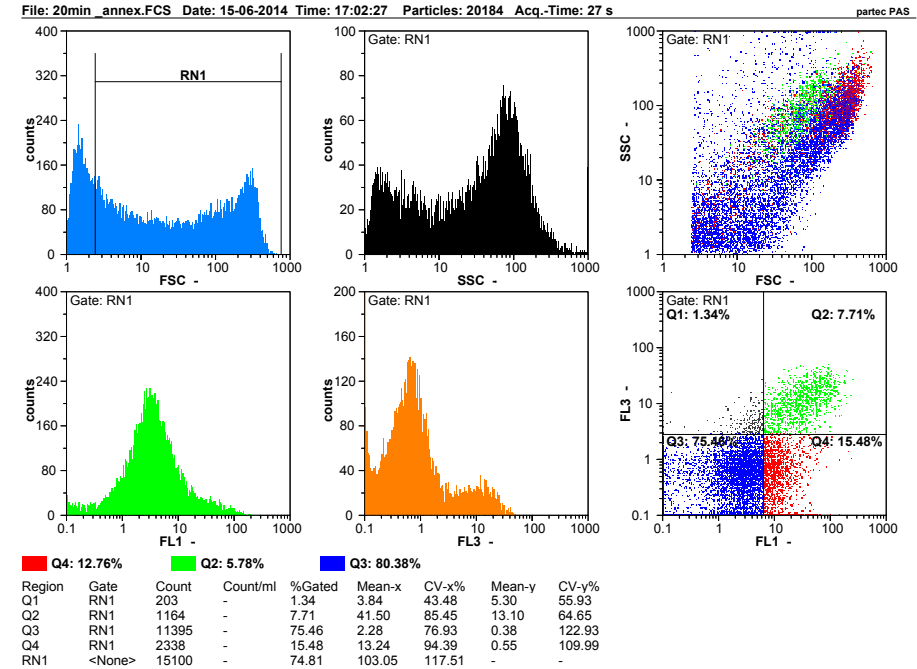 File: 20min _annex.FCS Date: 15-06-2014 Time: 17:02:27 Particles: 20184 Acq.-Time: 27 s partec PAS
400
320
240
160
80
0
counts
RN1
1 10 100 1000
FSC -
Gate: RN1
100
80
60
40
20
0
counts
1 10 100 1000
SSC -
Gate: RN1
1000
100
10
1
SSC -
1 10 100 1000
FSC -
Gate: RN1
400
320
240
160
80
0
counts
0.1 1 10 100 1000
FL1 -
Gate: RN1
200
160
120
80
40
0
counts
0.1 1 10 100 1000
FL3 -
Gate: RN1
Q1: 1.34% Q2: 7.71%
1000
100
10
1
0.1
FL3 -
Q3: 75.46% Q4: 15.48%
0.1 1 10 100 1000
FL1 -
Q4: 12.76% Q2: 5.78% Q3: 80.38%
Region Gate Count Count/ml %Gated Mean-x CV-x% Mean-y CV-y%
Q1 RN1 203 - 1.34 3.84 43.48 5.30 55.93
Q2 RN1 1164 - 7.71 41.50 85.45 13.10 64.65
Q3 RN1 11395 - 75.46 2.28 76.93 0.38 122.93
Q4 RN1 2338 - 15.48 13.24 94.39 0.55 109.99
RN1 <None> 15100 - 74.81 103.05 117.51 - -